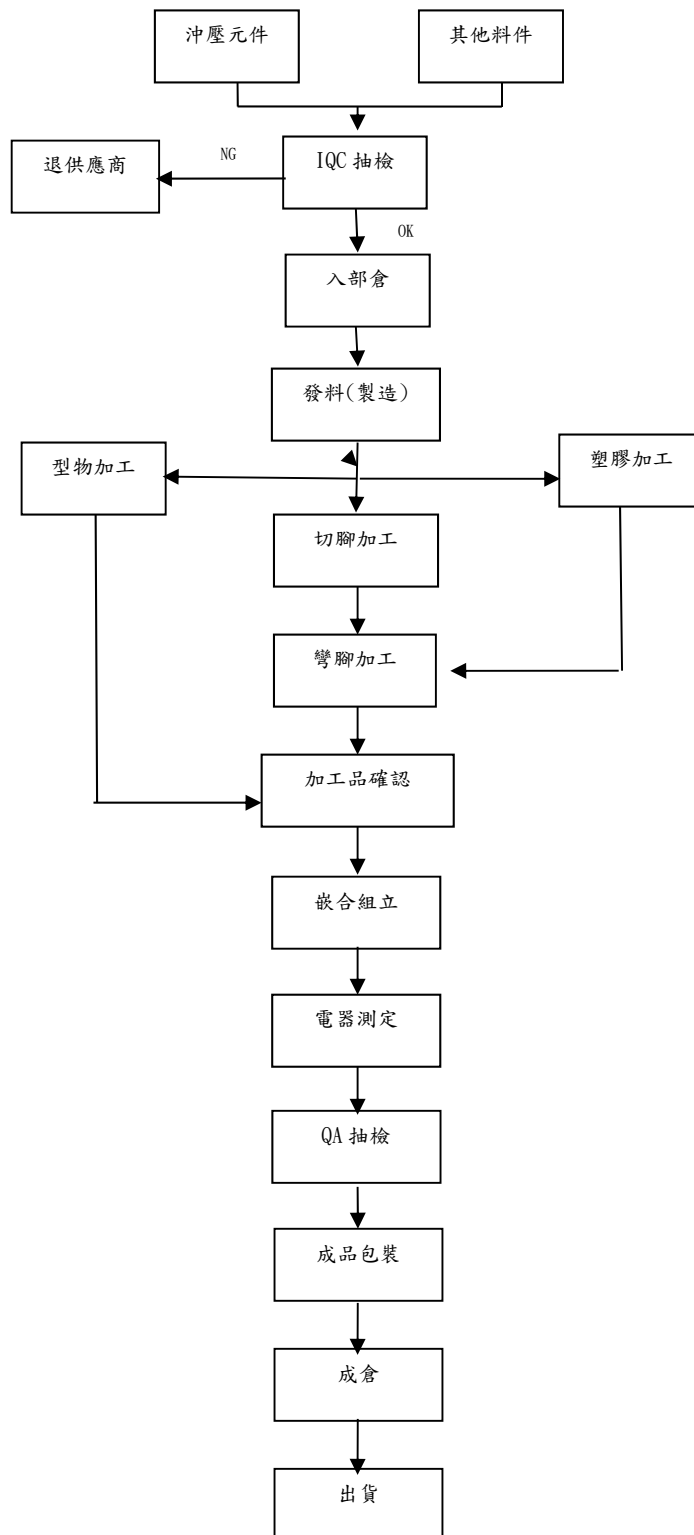 沖壓元件
其他料件
退供應商
NG
IQC 抽檢
OK
入部倉
發料(製造)
型物加工
塑膠加工
切腳加工
彎腳加工
加工品確認
嵌合組立
電器測定
QA 抽檢
成品包裝
成倉
出貨